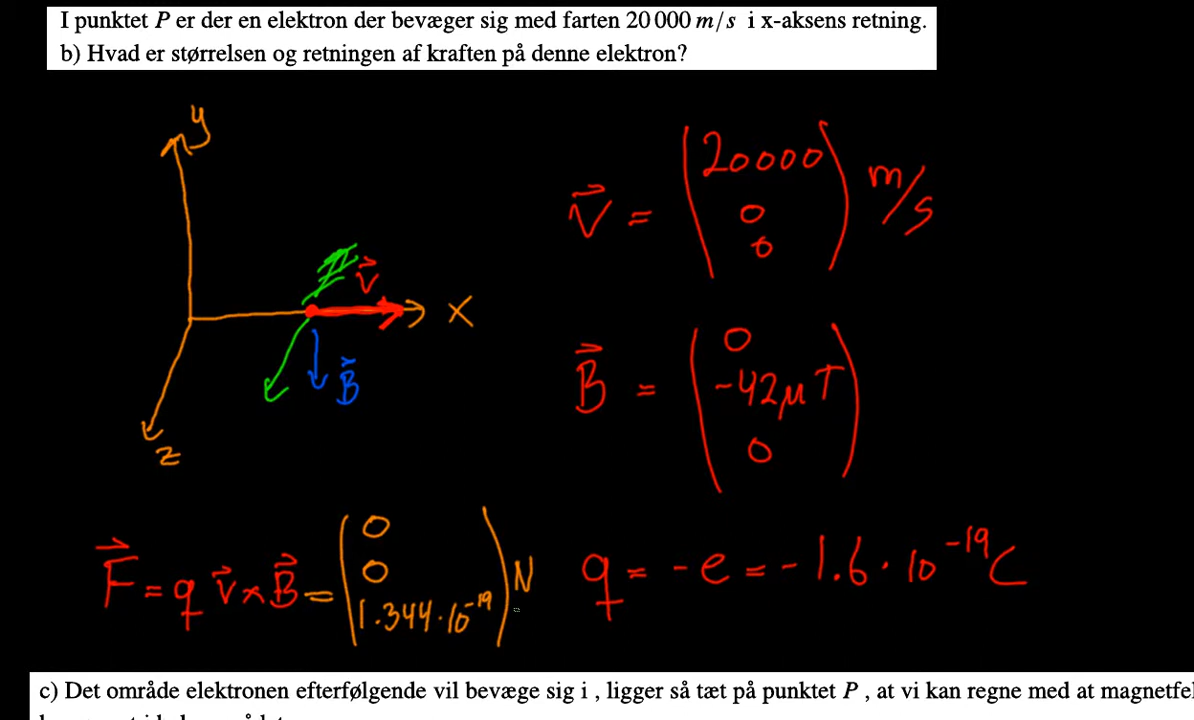 I punktet P er der en elektron der bevæger sig med farten 20 000 m/s i x-aksens retning.
b) Hvad er størrelsen og retningen af kraften på denne elektron?
y
V
X
B
z
V = (20000
0
0) m/s
B = (0
-42μT
0)
F = q v × B = (0
0
1.344·10⁻¹⁹) N
q = -e = -1.6·10⁻¹⁹C
c) Det område elektronen efterfølgende vil bevæge sig i , ligger så tæt på punktet P , at vi kan regne med at magnetfe